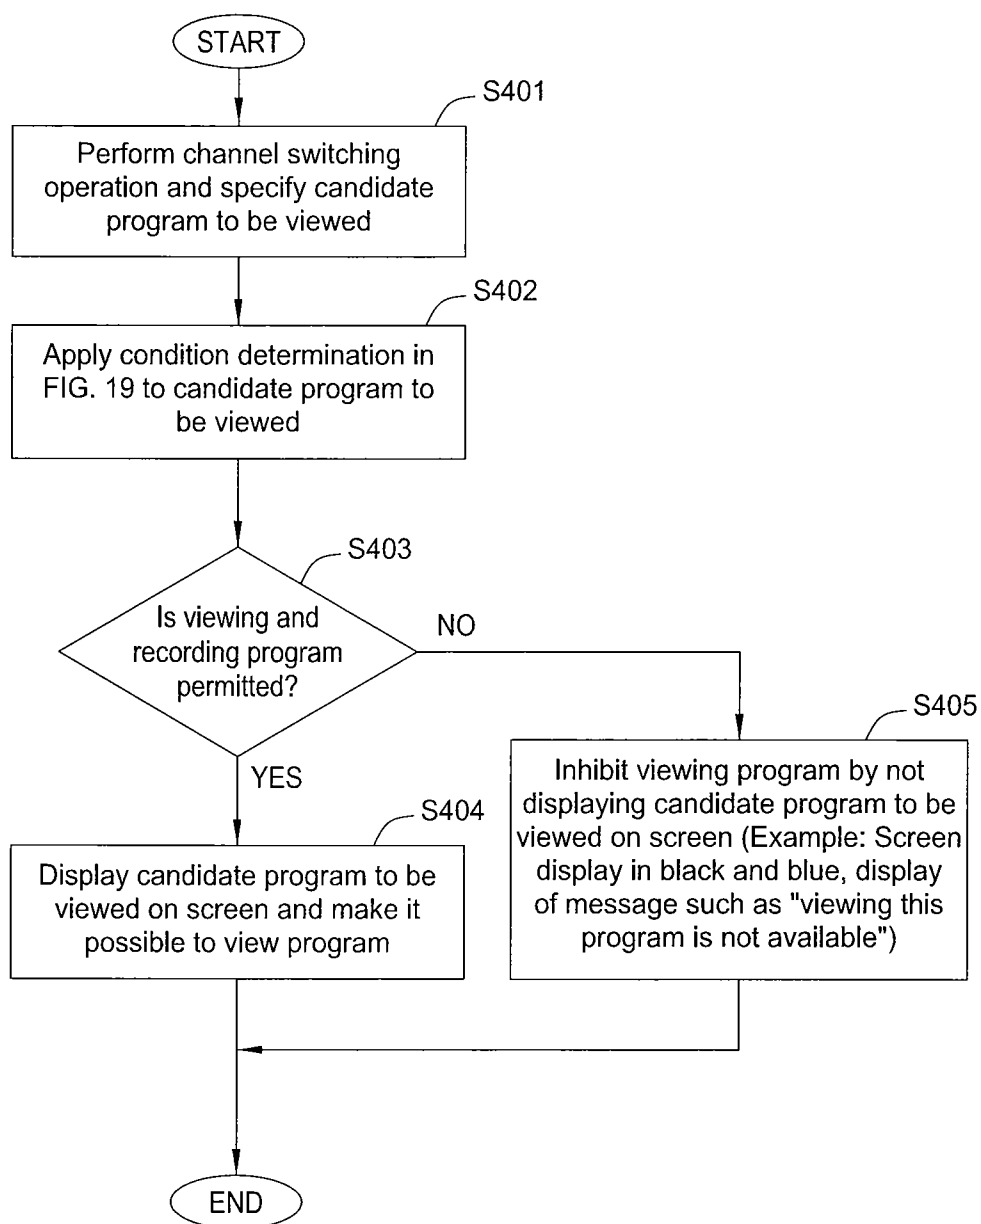 START
S401
Perform channel switching
operation and specify candidate
program to be viewed
S402
Apply condition determination in
FIG. 19 to candidate program to
be viewed
S403
Is viewing and
recording program
permitted?
NO
YES
S404
Display candidate program to be
viewed on screen and make it
possible to view program
S405
Inhibit viewing program by not
displaying candidate program to be
viewed on screen (Example: Screen
display in black and blue, display
of message such as "viewing this
program is not available")
END